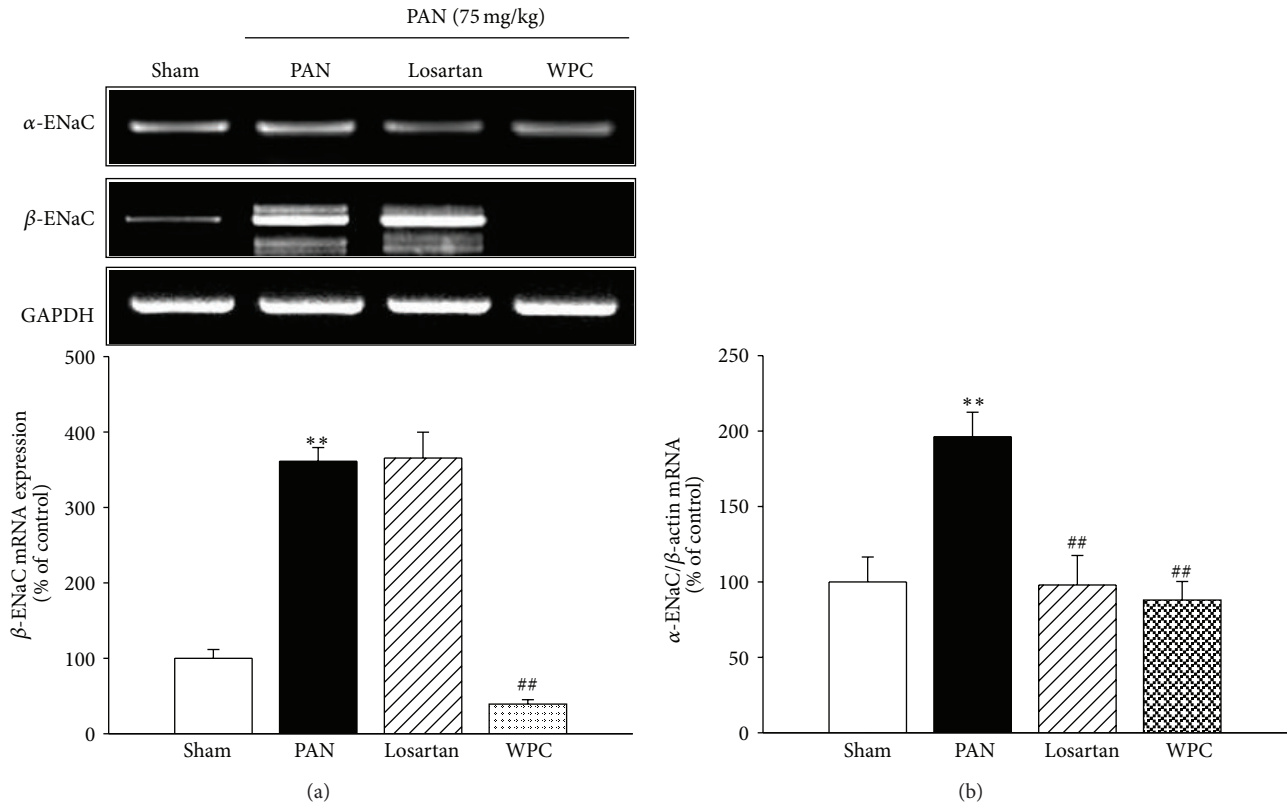 PAN (75 mg/kg)
Sham PAN Losartan WPC
α-ENaC
β-ENaC
GAPDH
500
400
300
200
100
0
β-ENaC mRNA expression
(% of control)
**
##
Sham PAN Losartan WPC
(a)
250
200
150
100
50
0
α-ENaC/β-actin mRNA
(% of control)
**
##
##
Sham PAN Losartan WPC
(b)